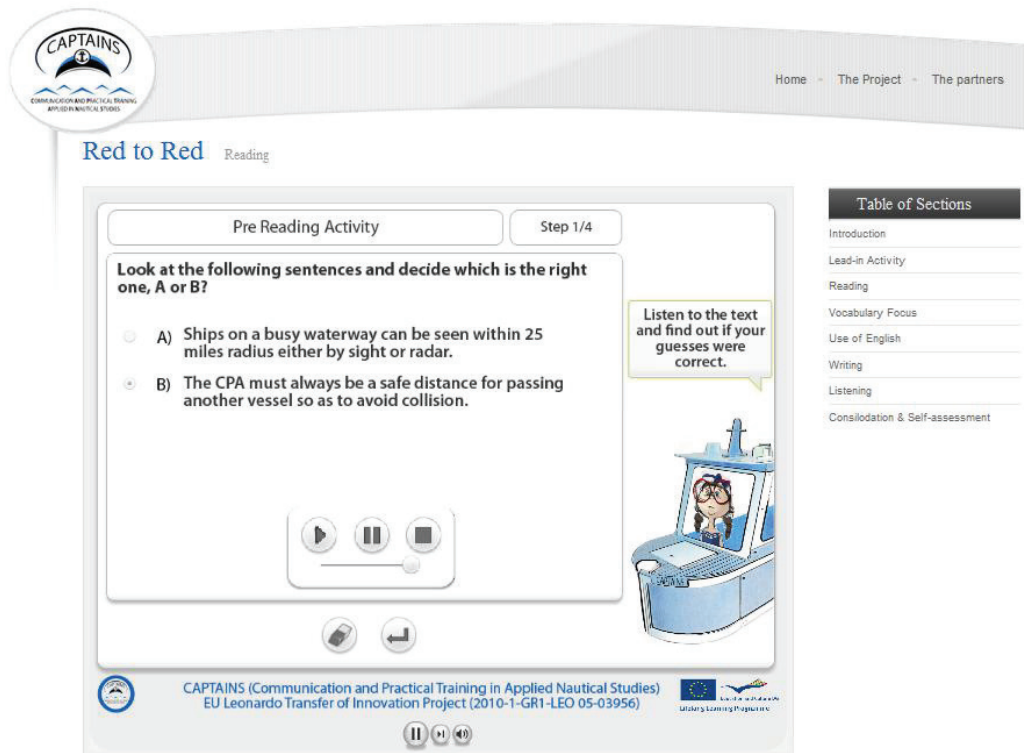 CAPTAINS
COMMUNICATION AND PRACTICAL TRAINING
APPLIED IN NAUTICAL STUDIES
Home
The Project
The partners
Red to Red Reading
Pre Reading Activity
Step 1/4
Look at the following sentences and decide which is the right
one, A or B?
A) Ships on a busy waterway can be seen within 25
miles radius either by sight or radar.
B) The CPA must always be a safe distance for passing
another vessel so as to avoid collision.
Listen to the text
and find out if your
guesses were
correct.
CAPTAINS
CAPTAINS (Communication and Practical Training in Applied Nautical Studies)
EU Leonardo Transfer of Innovation Project (2010-1-GR1-LEO 05-03956)
Education and Culture DG
Lifelong Learning Programme
Table of Sections
Introduction
Lead-in Activity
Reading
Vocabulary Focus
Use of English
Writing
Listening
Consilodation & Self-assessment